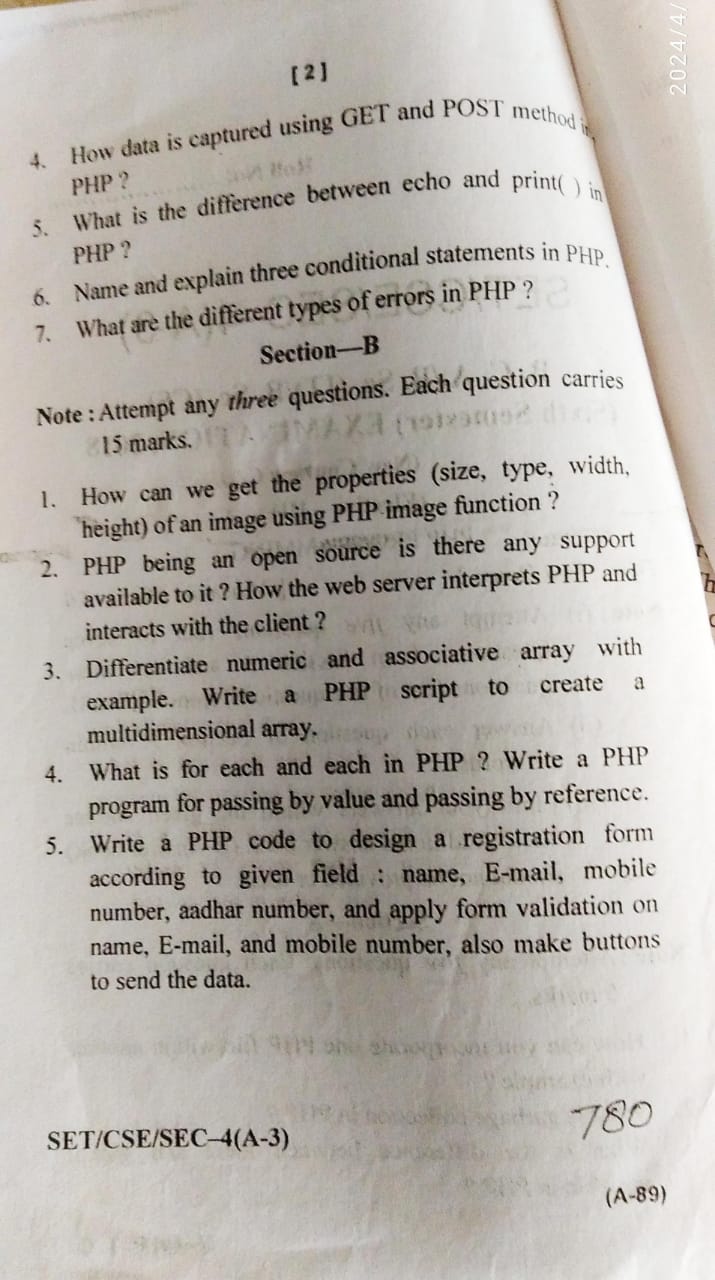 2024/4/
[2]
4. How data is captured using GET and POST method in
PHP ?
5. What is the difference between echo and print( ) in
PHP ?
6. Name and explain three conditional statements in PHP.
7. What are the different types of errors in PHP ?
Section—B
Note : Attempt any three questions. Each question carries
15 marks.
1. How can we get the properties (size, type, width,
height) of an image using PHP image function ?
2. PHP being an open source is there any support
available to it ? How the web server interprets PHP and
interacts with the client ?
3. Differentiate numeric and associative array with
example. Write a PHP script to create a
multidimensional array.
4. What is for each and each in PHP ? Write a PHP
program for passing by value and passing by reference.
5. Write a PHP code to design a registration form
according to given field : name, E-mail, mobile
number, aadhar number, and apply form validation on
name, E-mail, and mobile number, also make buttons
to send the data.
SET/CSE/SEC–4(A-3)
780
(A-89)